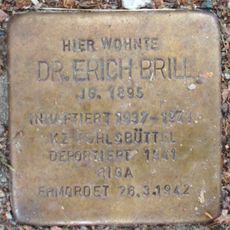 HIER WOHNTE
DR. ERICH BRILL
JG. 1895
INHAFTIERT 1937-1941
KZ FUHLSBÜTTEL
DEPORTIERT 1941
RIGA
ERMORDET 26.3.1942